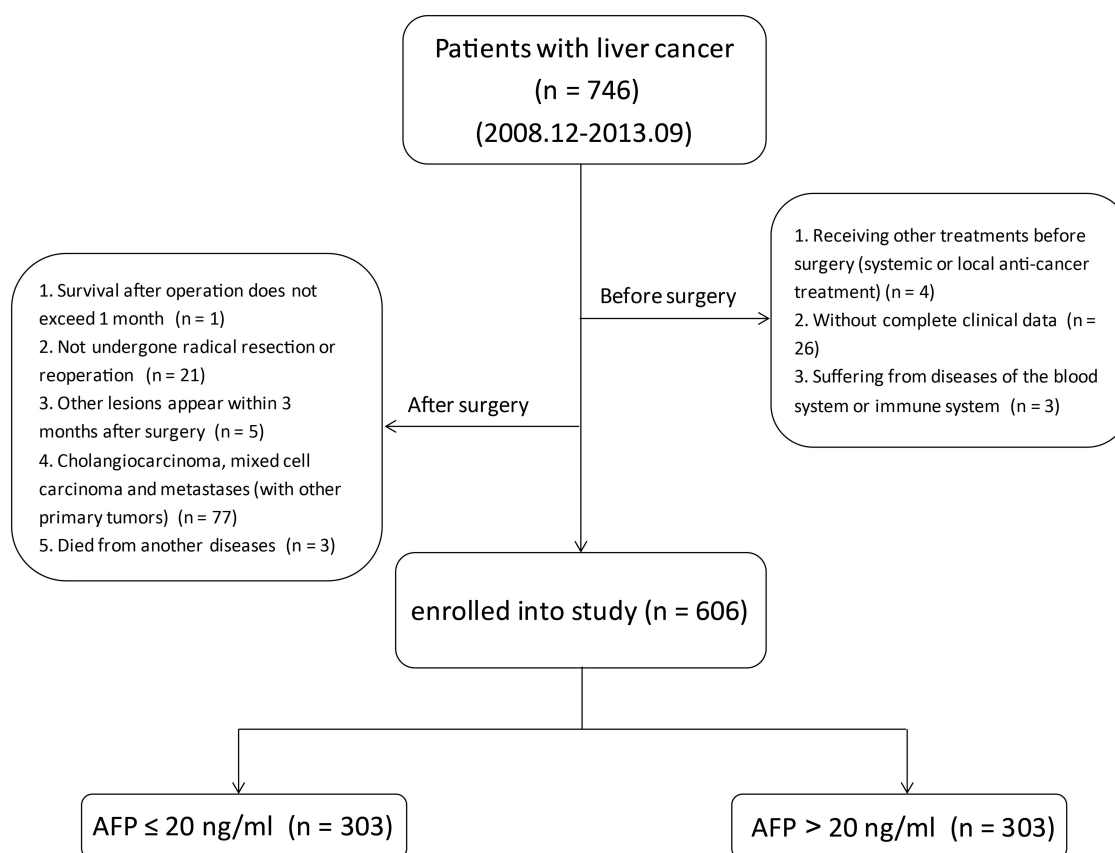 Patients with liver cancer
(n = 746)
(2008.12-2013.09)
Before surgery
1. Receiving other treatments before
surgery (systemic or local anti-cancer
treatment) (n = 4)
2. Without complete clinical data (n =
26)
3. Suffering from diseases of the blood
system or immune system (n = 3)
After surgery
1. Survival after operation does not
exceed 1 month (n = 1)
2. Not undergone radical resection or
reoperation (n = 21)
3. Other lesions appear within 3
months after surgery (n = 5)
4. Cholangiocarcinoma, mixed cell
carcinoma and metastases (with other
primary tumors) (n = 77)
5. Died from another diseases (n = 3)
enrolled into study (n = 606)
AFP ≤ 20 ng/ml (n = 303)
AFP > 20 ng/ml (n = 303)